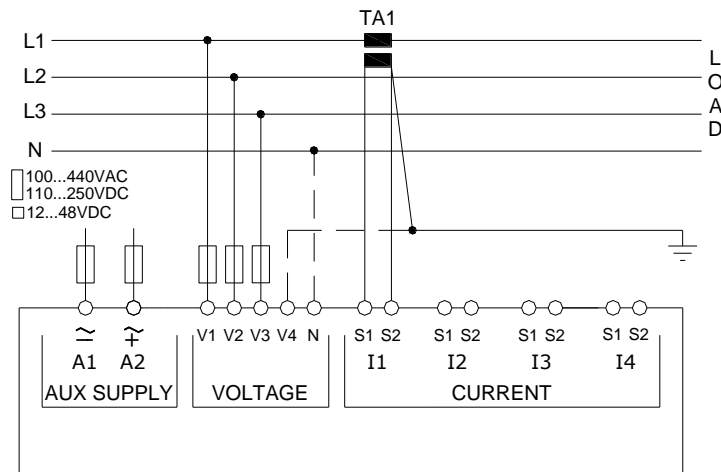 TA1
L1
L2
L3
N
LOAD
100...440VAC
110...250VDC
12...48VDC
V1 V2 V3 V4 N S1 S2 S1 S2 S1 S2 S1 S2
A1 A2 I1 I2 I3 I4
AUX SUPPLY VOLTAGE CURRENT